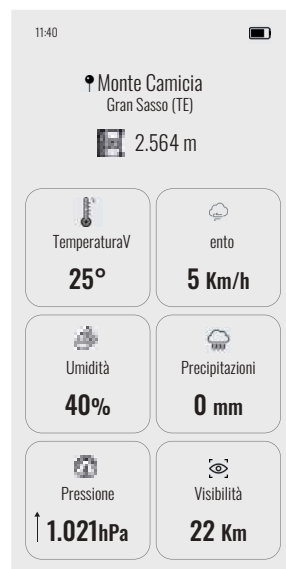 11:40
Monte Camicia
Gran Sasso (TE)
2.564 m
TemperaturaV
25°
ento
5 Km/h
Umidità
40%
Precipitazioni
0 mm
Pressione
1.021hPa
Visibilità
22 Km